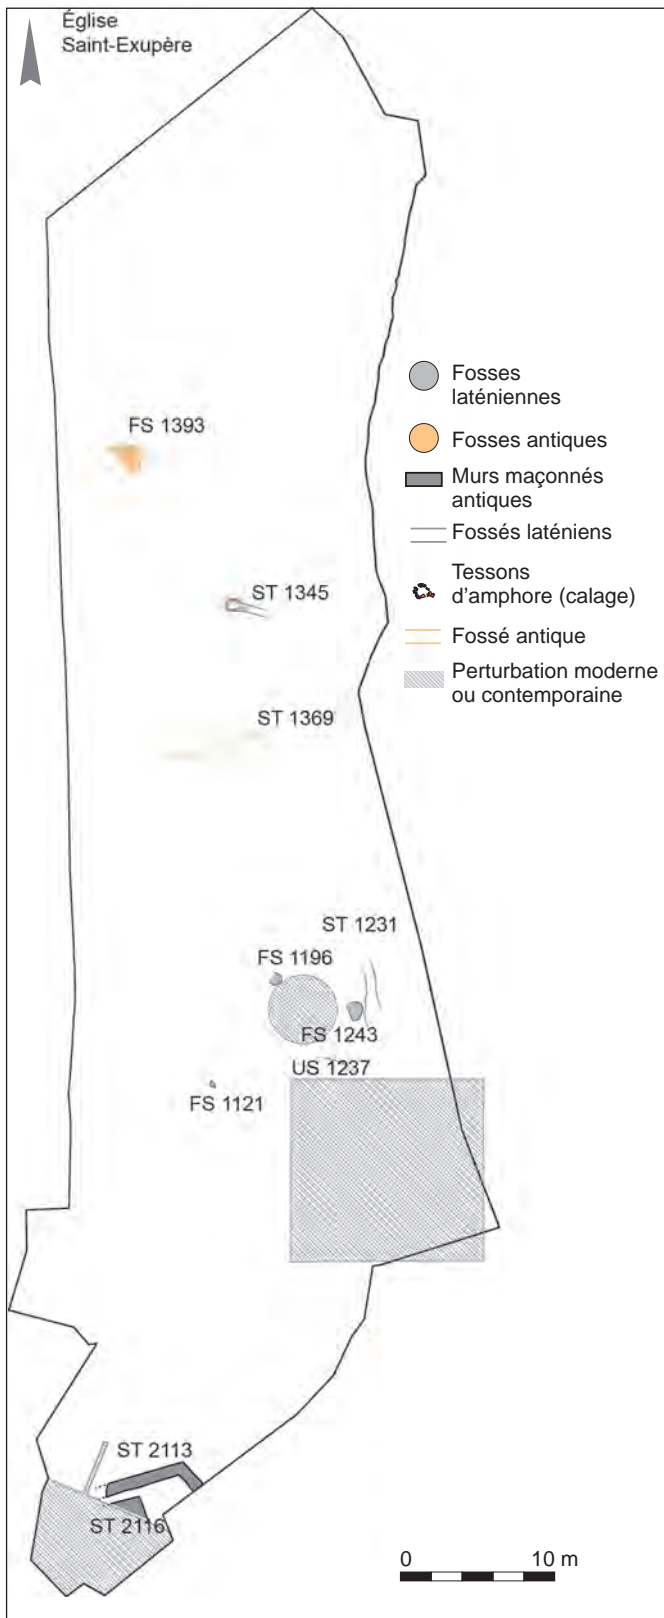 Église
Saint-Exupère
Fosses
laténiennes
FS 1393
Fosses antiques
Murs maçonnés
antiques
Fossés laténiens
Tessons
d'amphore (calage)
ST 1345
Fossé antique
Perturbation moderne
ou contemporaine
ST 1369
ST 1231
FS 1196
FS 1243
US 1237
FS 1121
ST 2113
ST 2116
0 10 m